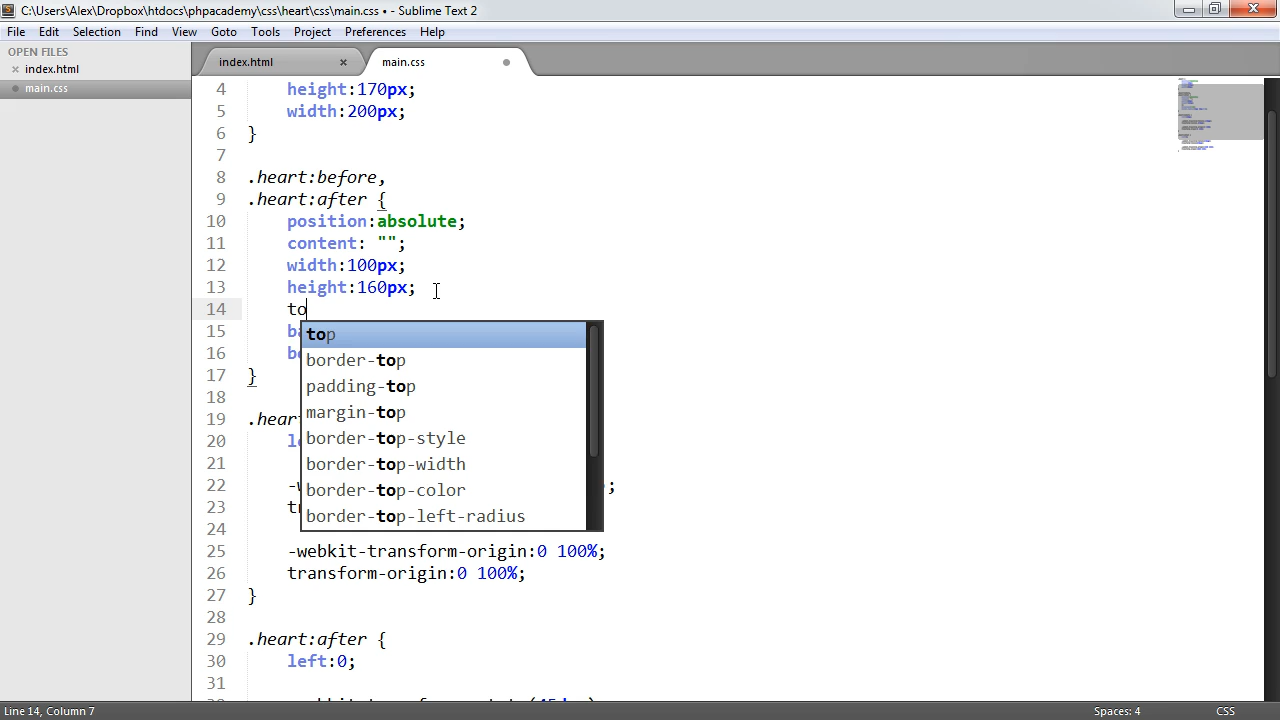 C:\Users\Alex\Dropbox\htdocs\phpacademy\css\heart\css\main.css • - Sublime Text 2
File Edit Selection Find View Goto Tools Project Preferences Help
OPEN FILES
index.html
main.css
index.html main.css
4 height:170px;
5 width:200px;
6 }
7
8 .heart:before,
9 .heart:after {
10 position:absolute;
11 content: "";
12 width:100px;
13 height:160px;
14 to
15
16
17 }
18
19
20
21
22 ;
23
24
25 -webkit-transform-origin:0 100%;
26 transform-origin:0 100%;
27 }
28
29 .heart:after {
30 left:0;
31
top
border-top
padding-top
margin-top
border-top-style
border-top-width
border-top-color
border-top-left-radius
Line 14, Column 7 Spaces: 4 CSS